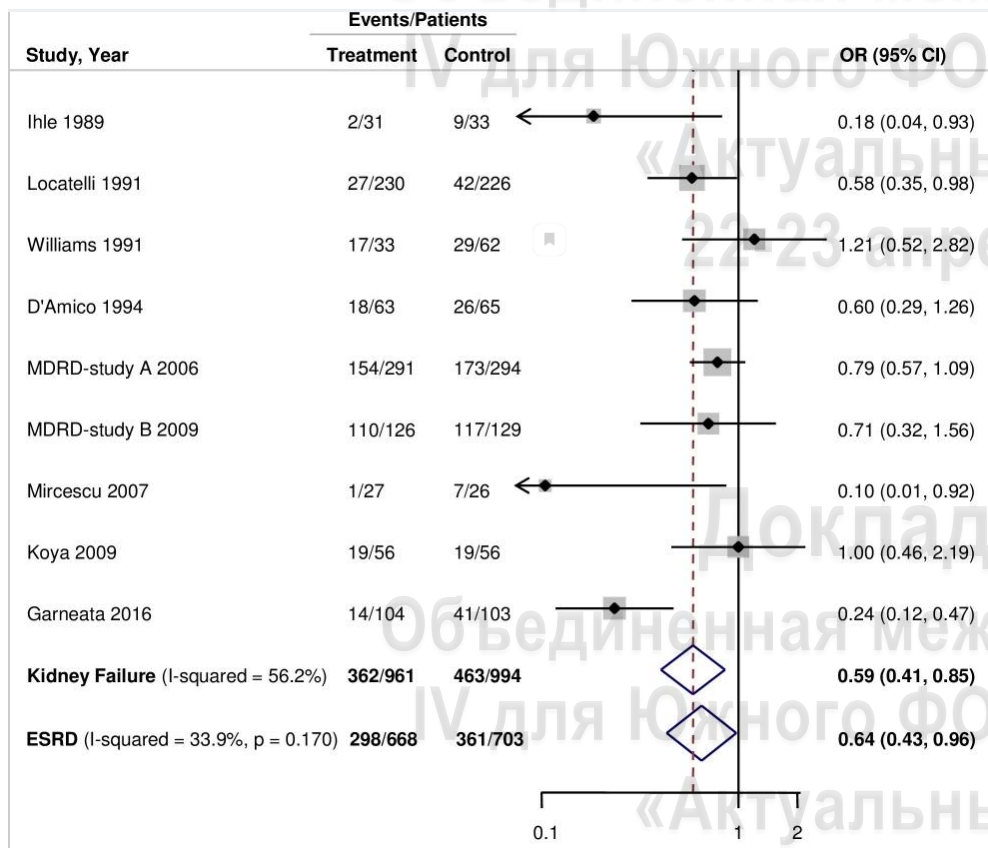 Объединенная меж
Events/Patients
Study, Year Treatment Control OR (95% CI)
IV для Южного ФО
Ihle 1989 2/31 9/33 0.18 (0.04, 0.93)
«Актуальны
Locatelli 1991 27/230 42/226 0.58 (0.35, 0.98)
Williams 1991 17/33 29/62 1.21 (0.52, 2.82)
22-23 апре
D'Amico 1994 18/63 26/65 0.60 (0.29, 1.26)
MDRD-study A 2006 154/291 173/294 0.79 (0.57, 1.09)
MDRD-study B 2009 110/126 117/129 0.71 (0.32, 1.56)
Mircescu 2007 1/27 7/26 0.10 (0.01, 0.92)
Доклад
Koya 2009 19/56 19/56 1.00 (0.46, 2.19)
Garneata 2016 14/104 41/103 0.24 (0.12, 0.47)
Объединенная меж
Kidney Failure (I-squared = 56.2%) 362/961 463/994 0.59 (0.41, 0.85)
IV для Южного ФО
ESRD (I-squared = 33.9%, p = 0.170) 298/668 361/703 0.64 (0.43, 0.96)
«Актуальны
0.1 1 2